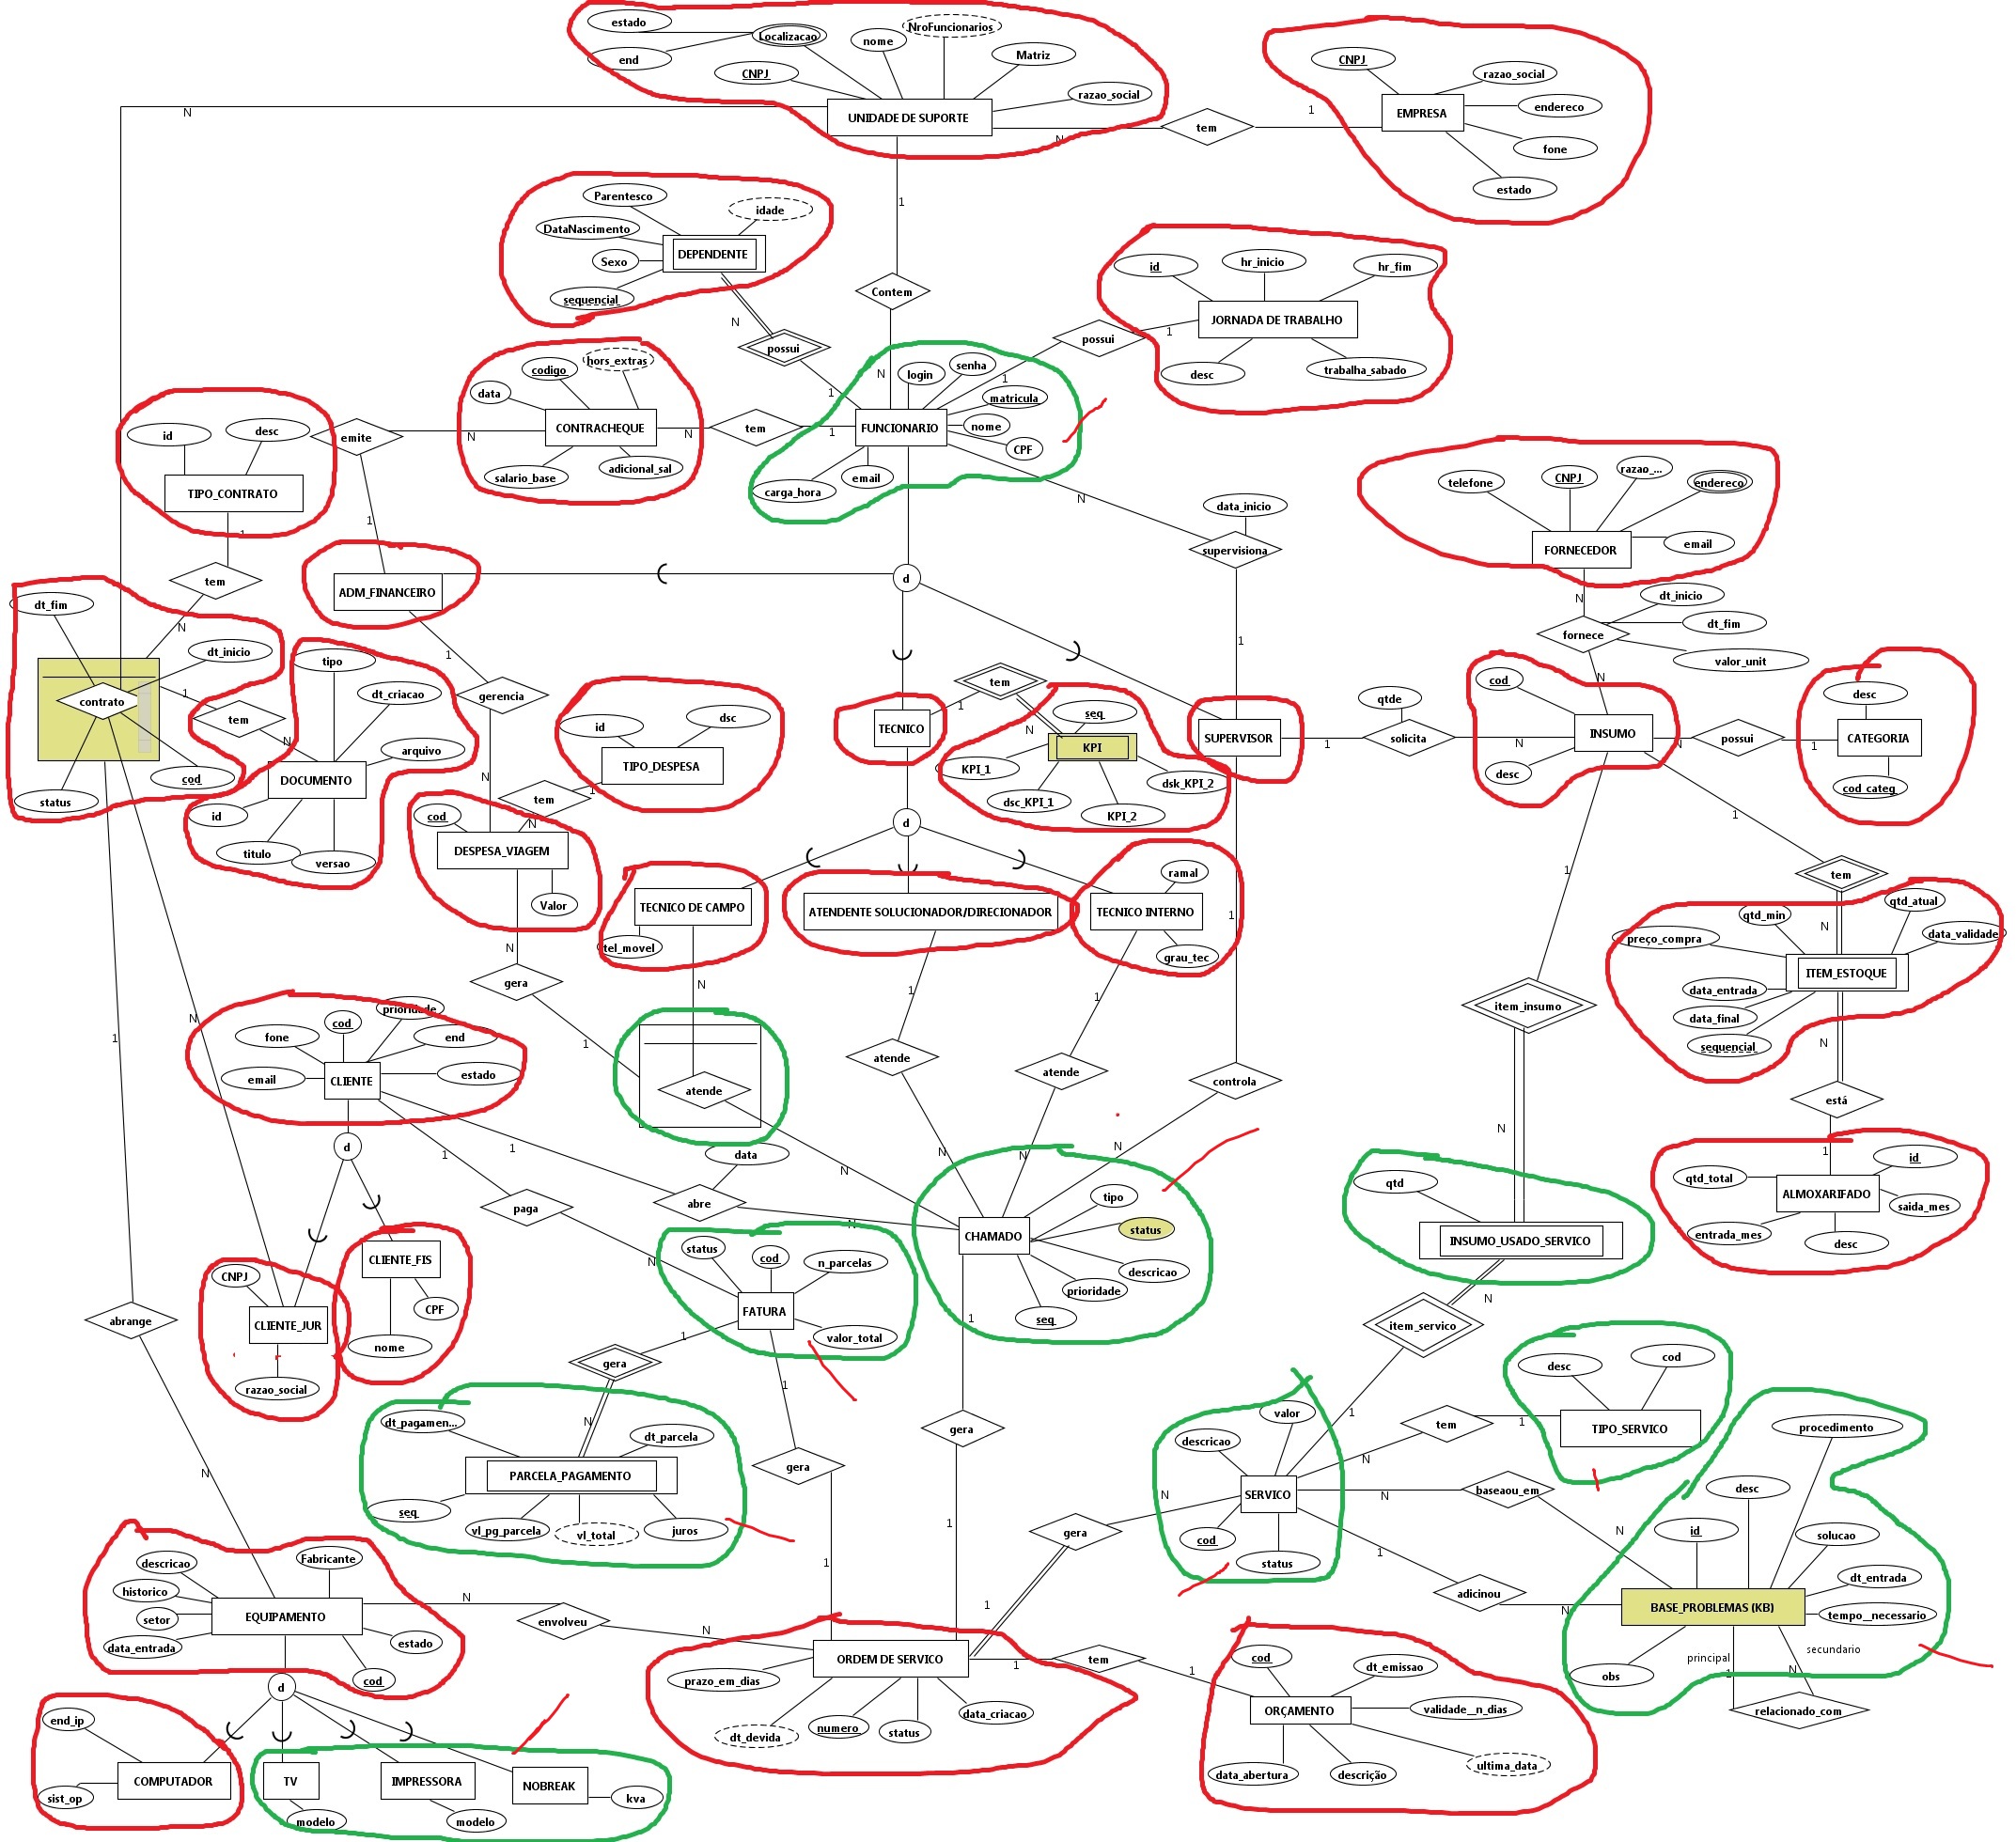 estado
Localizacao
end
nome
NroFuncionarios
Matriz
CNPJ
razao_social
UNIDADE DE SUPORTE
N
N
tem
1
CNPJ
razao_social
endereco
EMPRESA
fone
estado
1
Parentesco
idade
DataNascimento
DEPENDENTE
Sexo
sequencial
N
possui
1
Contem
N
id
hr_inicio
hr_fim
JORNADA DE TRABALHO
desc
trabalha_sabado
possui
1
1
codigo
hors_extras
data
CONTRACHEQUE
salario_base
adicional_sal
N
N
tem
1
login
senha
matricula
nome
CPF
FUNCIONARIO
carga_hora
email
id
desc
TIPO_CONTRATO
emite
1
1
tem
N
N
data_inicio
supervisiona
1
telefone
CNPJ
razao_...
endereco
FORNECEDOR
email
N
dt_inicio
fornece
dt_fim
valor_unit
N
ADM_FINANCEIRO
d
1
gerencia
N
dt_fim
dt_inicio
contrato
status
cod
1
tem
N
tipo
dt_criacao
arquivo
DOCUMENTO
id
titulo
versao
id
dsc
TIPO_DESPESA
1
tem
N
cod
DESPESA_VIAGEM
Valor
N
gera
1
TECNICO
tem
1
N
seq
KPI
KPI_1
dsc_KPI_1
KPI_2
dsk_KPI_2
SUPERVISOR
1
qtde
solicita
N
cod
INSUMO
desc
N
possui
1
desc
CATEGORIA
cod_categ
d
TECNICO DE CAMPO
tel_movel
N
ATENDENTE SOLUCIONADOR/DIRECIONADOR
1
ramal
TECNICO INTERNO
grau_tec
1
1
1
1
tem
N
qtd_min
qtd_atual
preço_compra
data_validade
ITEM_ESTOQUE
data_entrada
data_final
sequencial
N
está
1
id
qtd_total
ALMOXARIFADO
saida_mes
entrada_mes
desc
item_insumo
N
qtd
INSUMO_USADO_SERVICO
N
item_servico
1
fone
cod
prioridade
end
email
CLIENTE
estado
N
1
d
1
1
atende
atende
atende
controla
N
N
N
N
data
abre
N
paga
N
tipo
status
CHAMADO
descricao
prioridade
seq
1
CNPJ
CLIENTE_JUR
razao_social
CLIENTE_FIS
CPF
nome
status
cod
n_parcelas
FATURA
valor_total
1
gera
N
1
gera
1
dt_pagamen...
dt_parcela
PARCELA_PAGAMENTO
seq
vl_pg_parcela
vl_total
juros
abrange
N
gera
1
valor
descricao
SERVICO
cod
status
N
gera
1
N
tem
1
desc
cod
TIPO_SERVICO
N
baseaou_em
N
1
adicinou
N
procedimento
desc
id
solucao
dt_entrada
BASE_PROBLEMAS (KB)
tempo_necessario
obs
principal
1
secundario
N
relacionado_com
descricao
Fabricante
historico
EQUIPAMENTO
setor
data_entrada
estado
cod
N
envolveu
N
d
end_ip
COMPUTADOR
sist_op
TV
modelo
IMPRESSORA
modelo
NOBREAK
kva
ORDEM DE SERVICO
prazo_em_dias
dt_devida
numero
status
data_criacao
1
tem
1
cod
dt_emissao
ORÇAMENTO
validade_n_dias
data_abertura
descrição
ultima_data